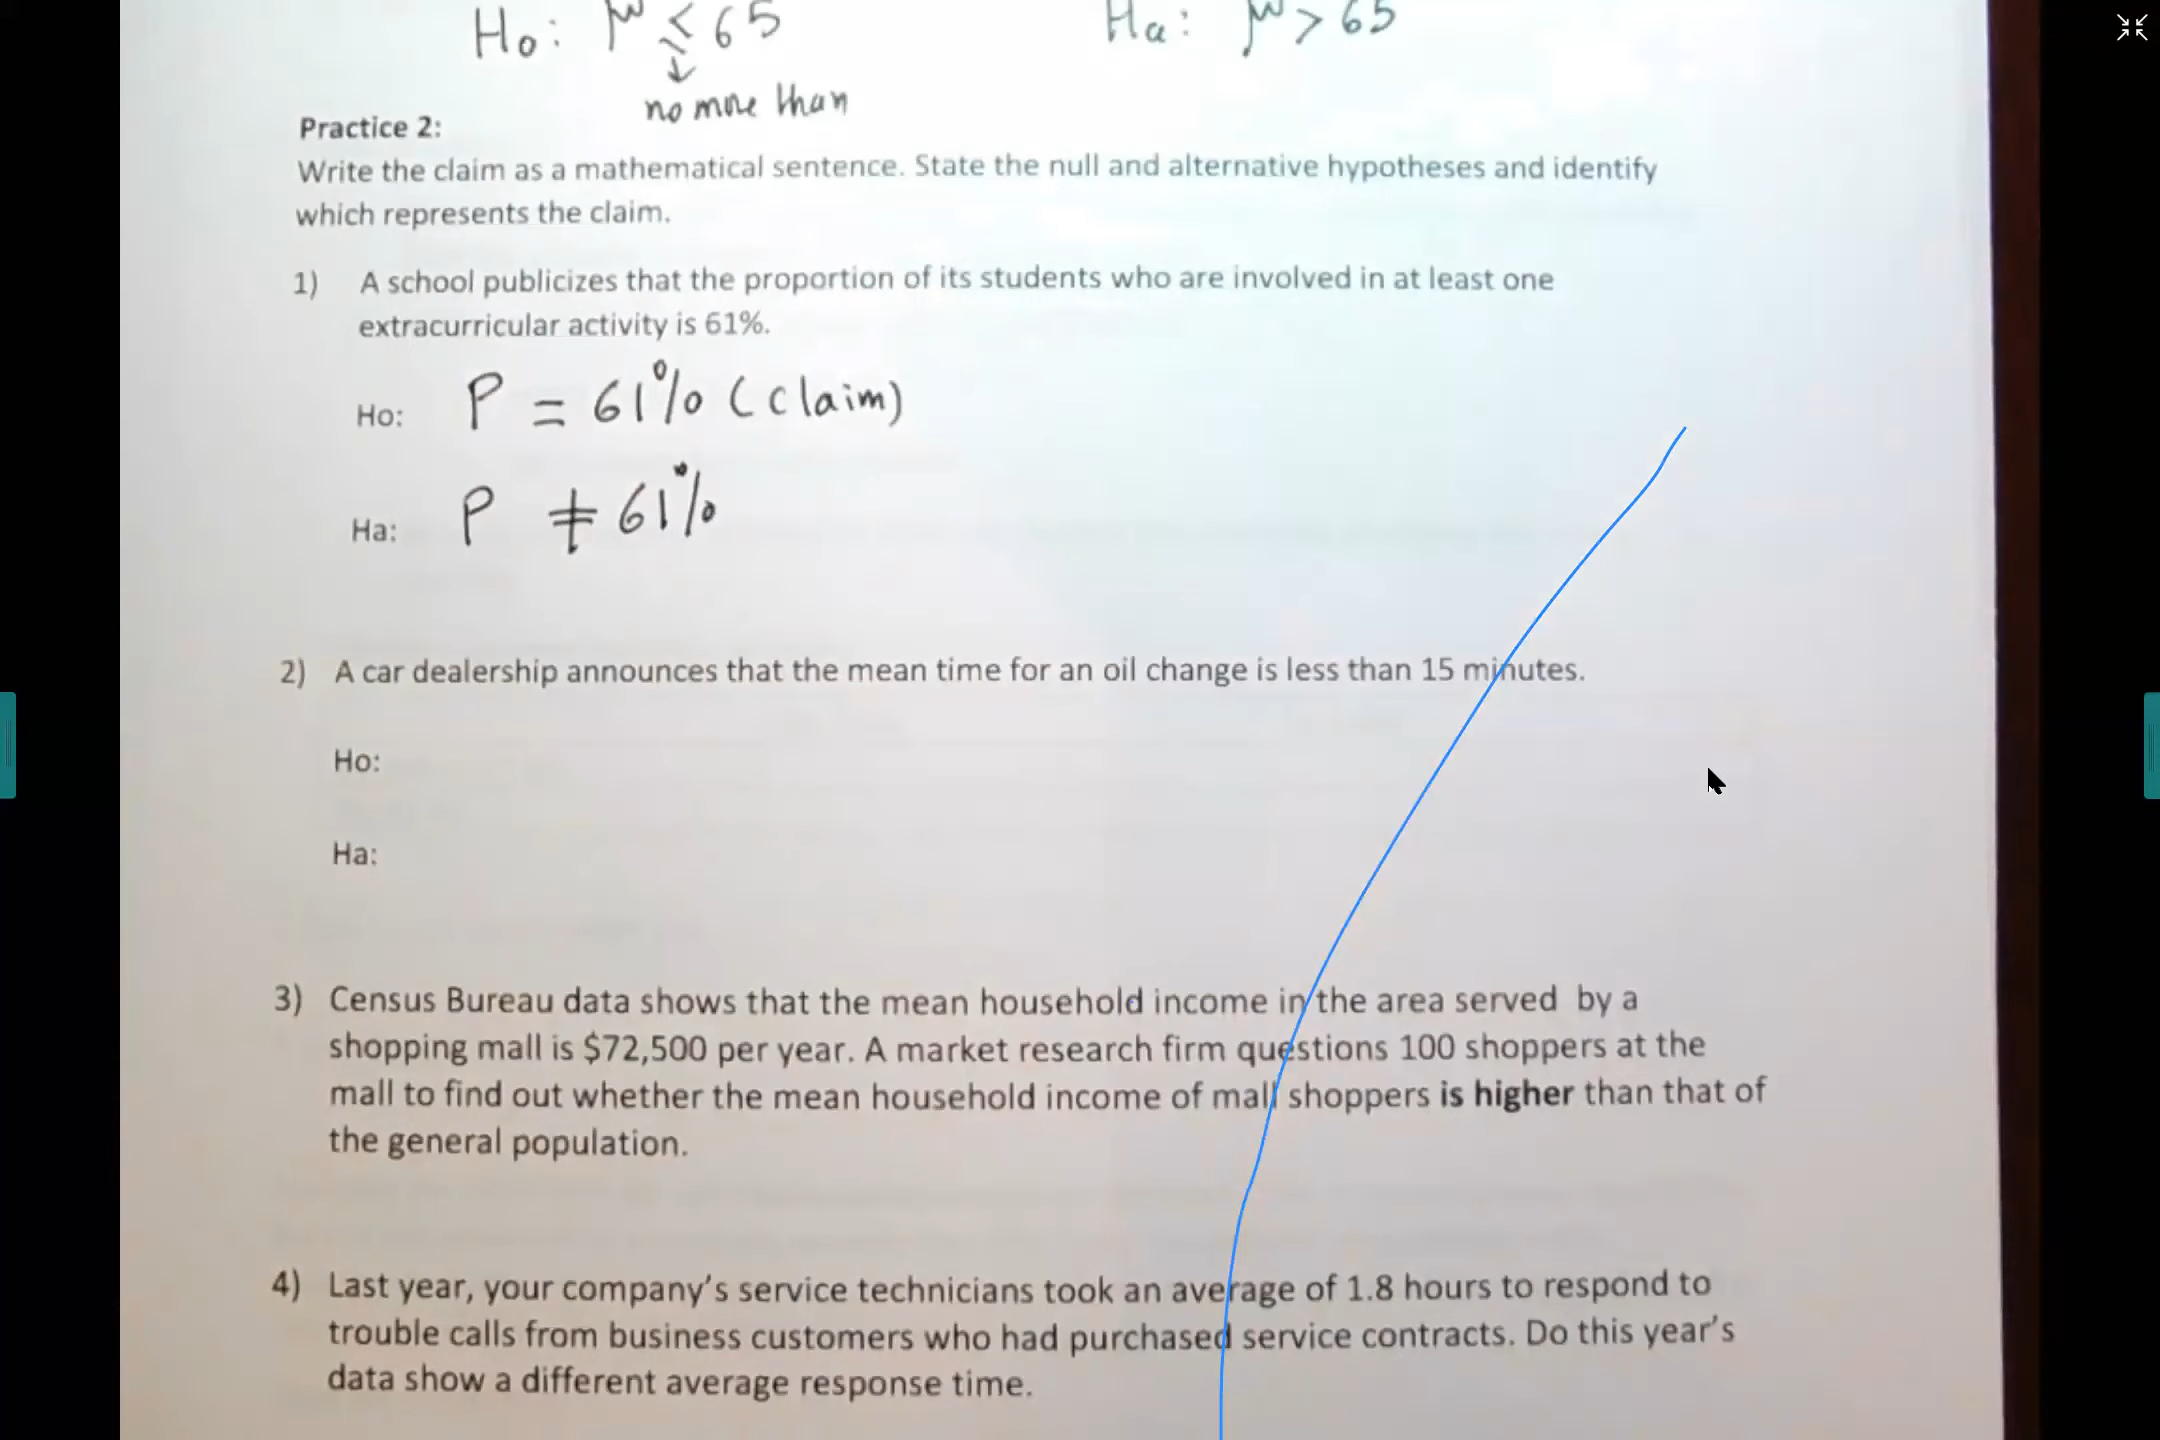 Ho: μ ≤ 65 Ha: μ > 65
no more than
Practice 2:
Write the claim as a mathematical sentence. State the null and alternative hypotheses and identify
which represents the claim.
1) A school publicizes that the proportion of its students who are involved in at least one
extracurricular activity is 61%.
Ho: P = 61% (claim)
Ha: P ≠ 61%
2) A car dealership announces that the mean time for an oil change is less than 15 minutes.
Ho:
Ha:
3) Census Bureau data shows that the mean household income in the area served by a
shopping mall is $72,500 per year. A market research firm questions 100 shoppers at the
mall to find out whether the mean household income of mall shoppers is higher than that of
the general population.
4) Last year, your company's service technicians took an average of 1.8 hours to respond to
trouble calls from business customers who had purchased service contracts. Do this year's
data show a different average response time.